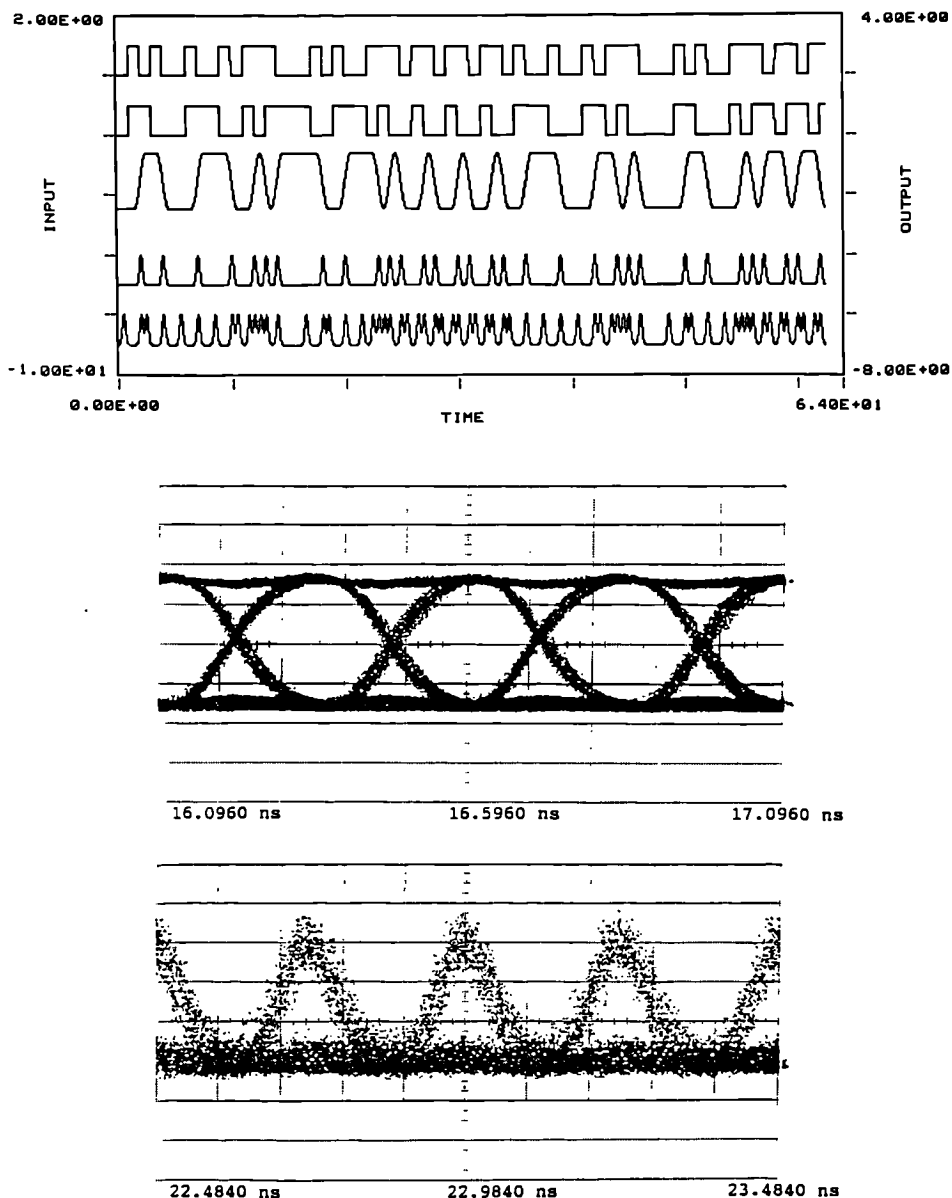 2.00E+00
4.00E+00
INPUT
OUTPUT
-1.00E+01
-8.00E+00
0.00E+00
6.40E+01
TIME
16.0960 ns
16.5960 ns
17.0960 ns
22.4840 ns
22.9840 ns
23.4840 ns